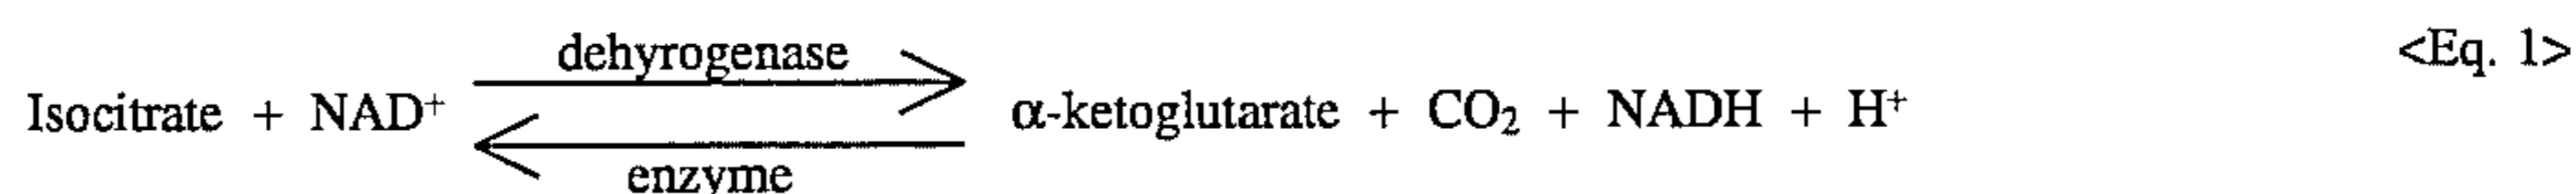 dehyrogenase
<Eq. 1>
Isocitrate + NAD⁺ ⇌ α-ketoglutarate + CO₂ + NADH + H⁺
enzyme